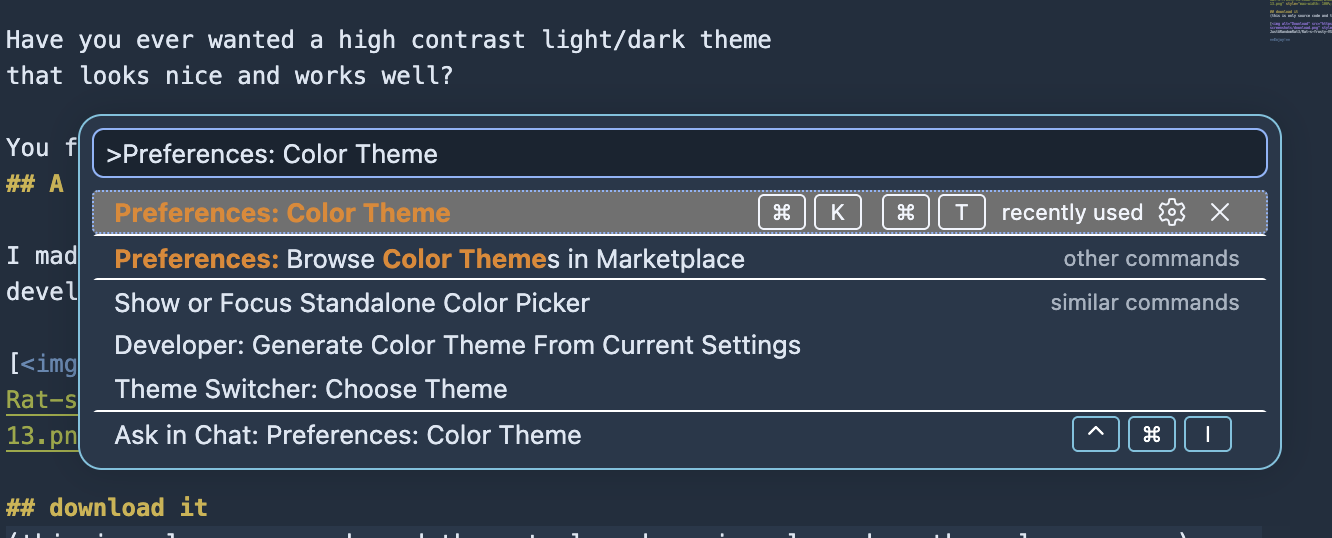 Have you ever wanted a high contrast light/dark theme
that looks nice and works well?
You f
>Preferences: Color Theme
## A
Preferences: Color Theme ⌘ K ⌘ T recently used
I mad
Preferences: Browse Color Themes in Marketplace other commands
devel
Show or Focus Standalone Color Picker similar commands
Developer: Generate Color Theme From Current Settings
[<img
Theme Switcher: Choose Theme
Rat-s
13.pn
Ask in Chat: Preferences: Color Theme ^ ⌘ I
## download it